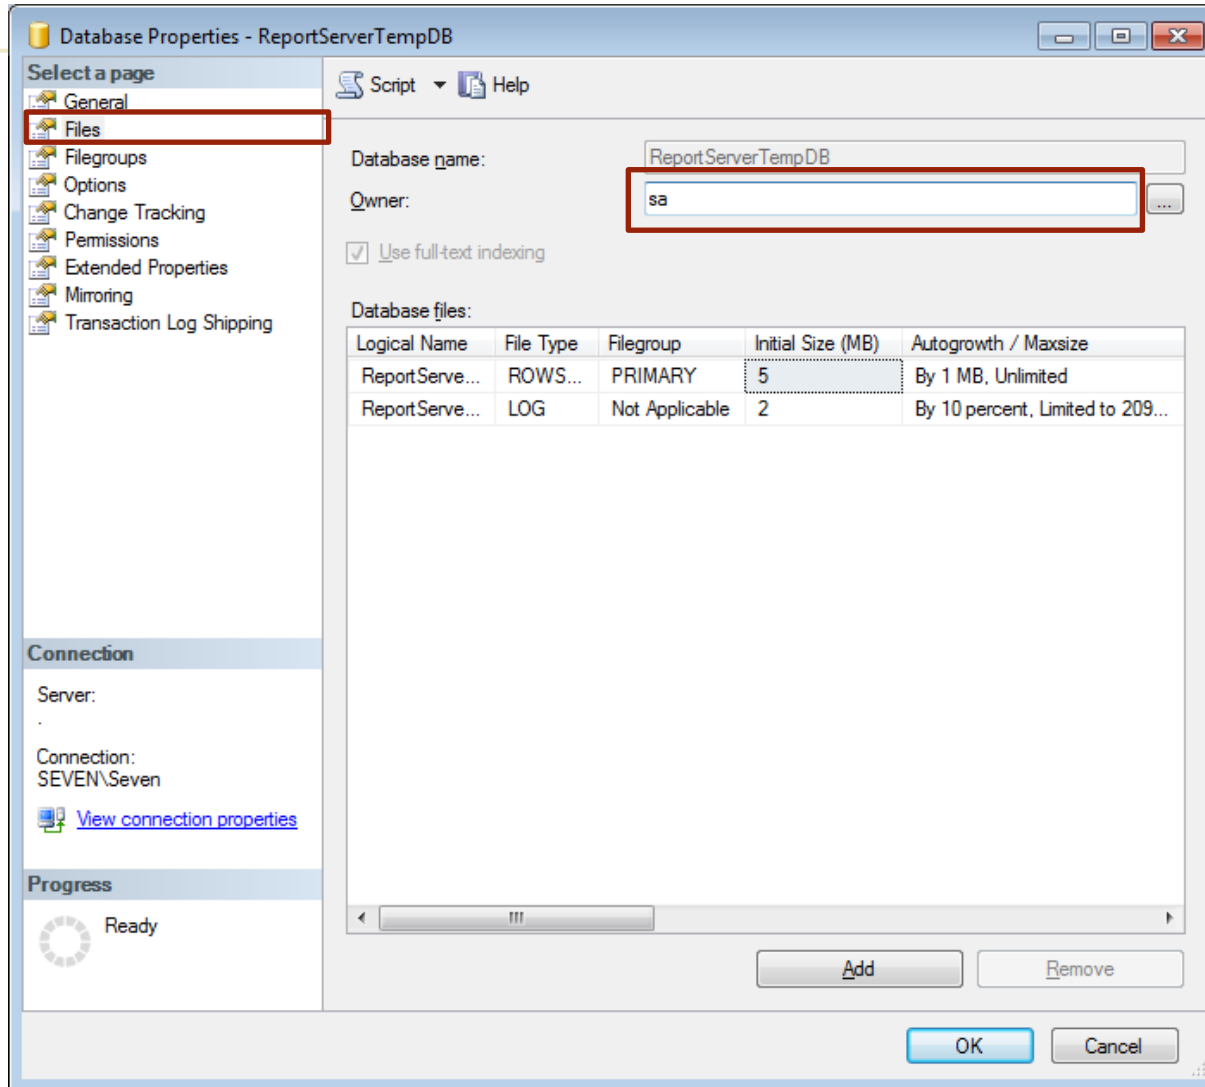 Database Properties - ReportServerTempDB
Select a page
General
Files
Filegroups
Options
Change Tracking
Permissions
Extended Properties
Mirroring
Transaction Log Shipping
Connection
Server:
.
Connection:
SEVEN\Seven
View connection properties
Progress
Ready
Script Help
Database name: ReportServerTempDB
Owner: sa ...
Use full-text indexing
Database files:
Logical Name File Type Filegroup Initial Size (MB) Autogrowth / Maxsize
ReportServe... ROWS... PRIMARY 5 By 1 MB, Unlimited
ReportServe... LOG Not Applicable 2 By 10 percent, Limited to 209...
Add Remove
OK Cancel